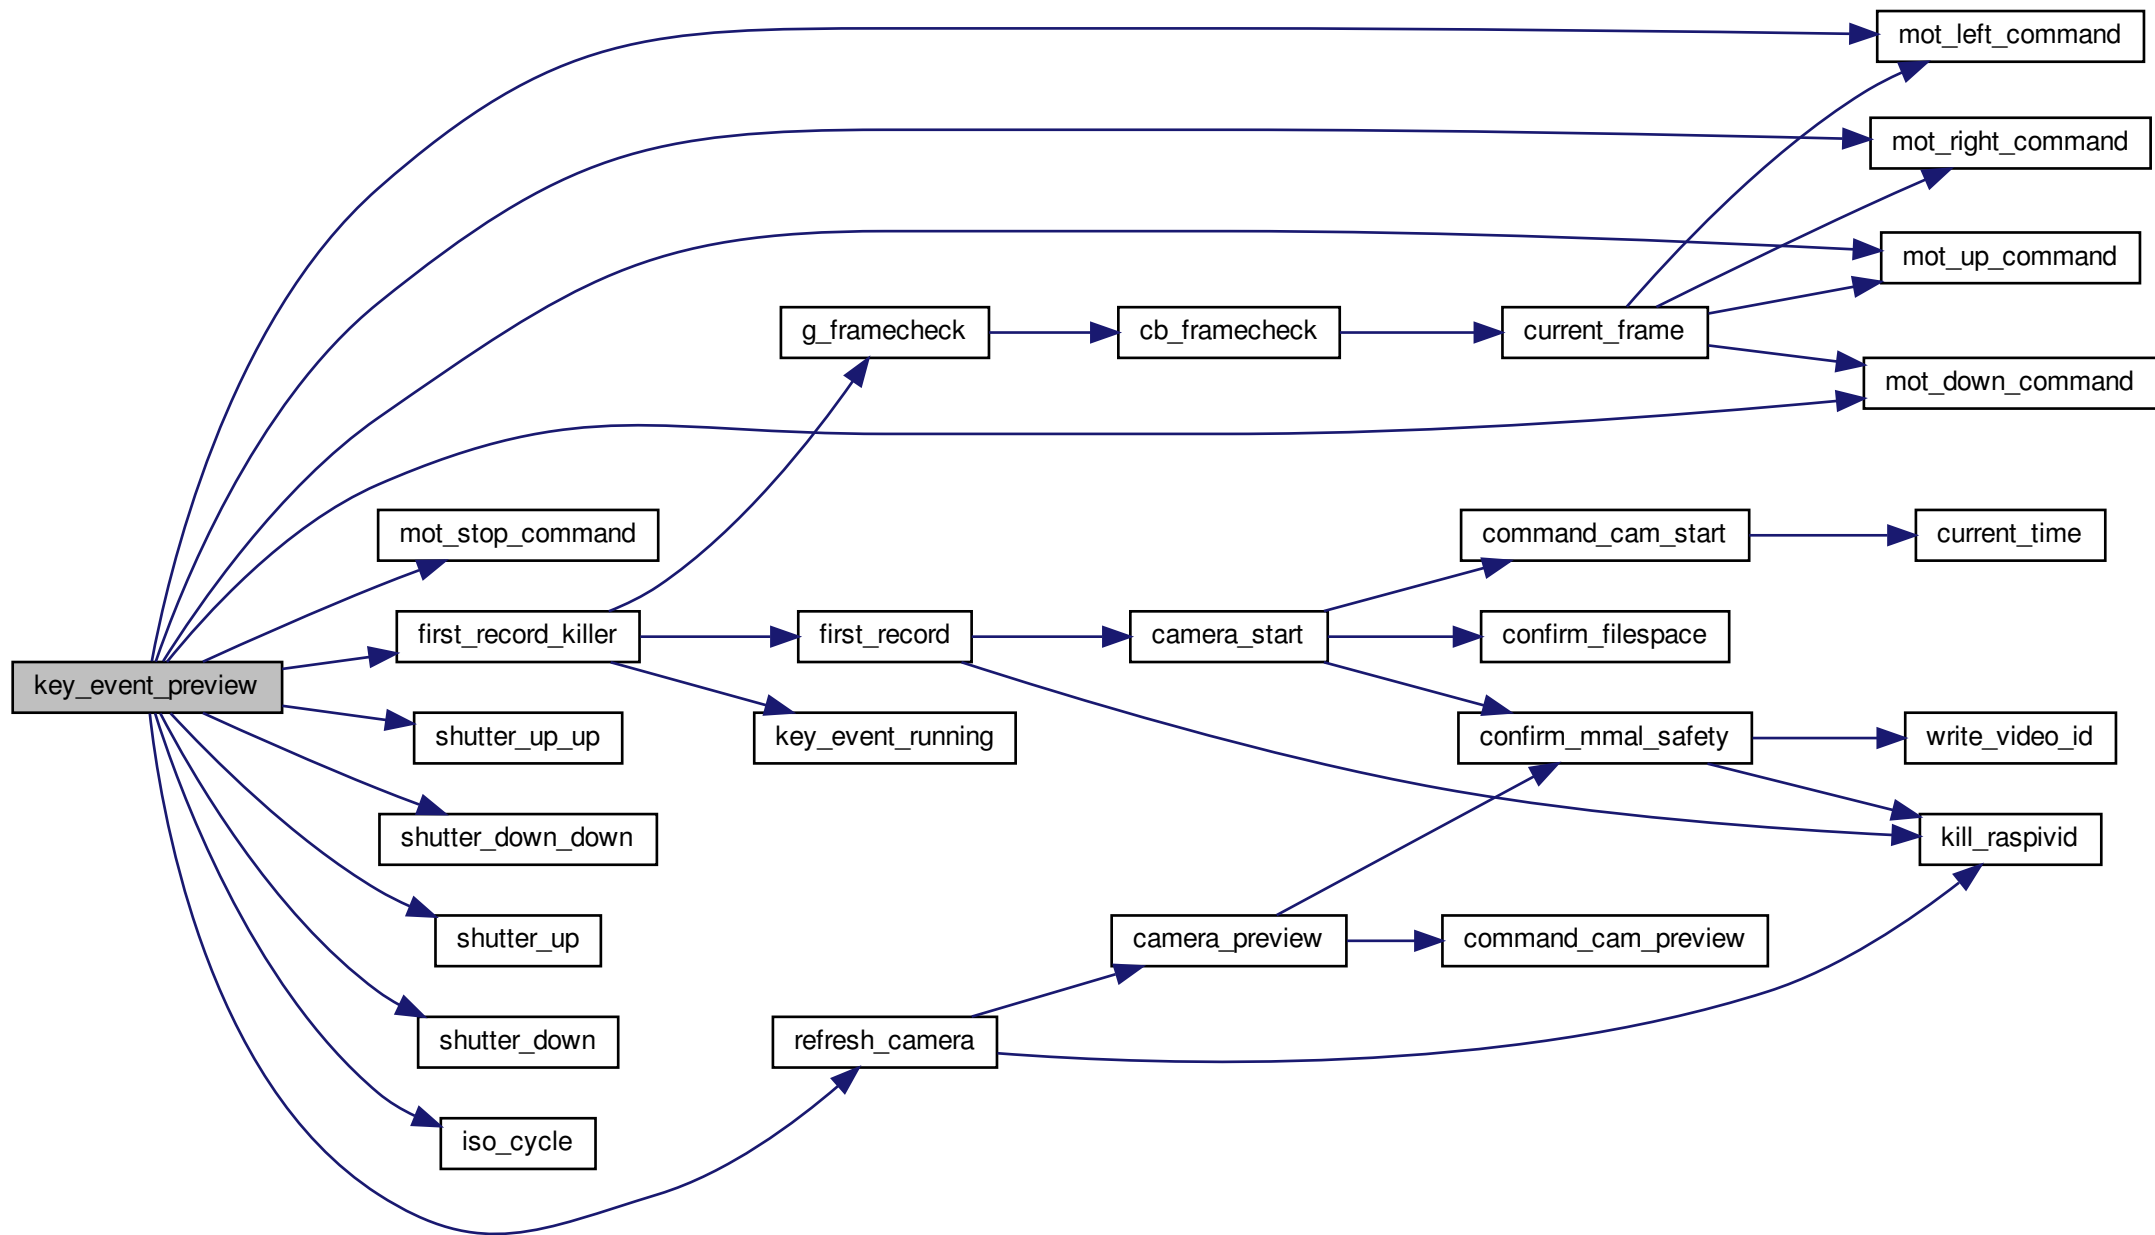 mot_left_command
mot_right_command
mot_up_command
g_framecheck
cb_framecheck
current_frame
mot_down_command
mot_stop_command
command_cam_start
current_time
first_record_killer
first_record
camera_start
confirm_filespace
key_event_preview
shutter_up_up
key_event_running
confirm_mmal_safety
write_video_id
shutter_down_down
kill_raspivid
shutter_up
camera_preview
command_cam_preview
shutter_down
refresh_camera
iso_cycle